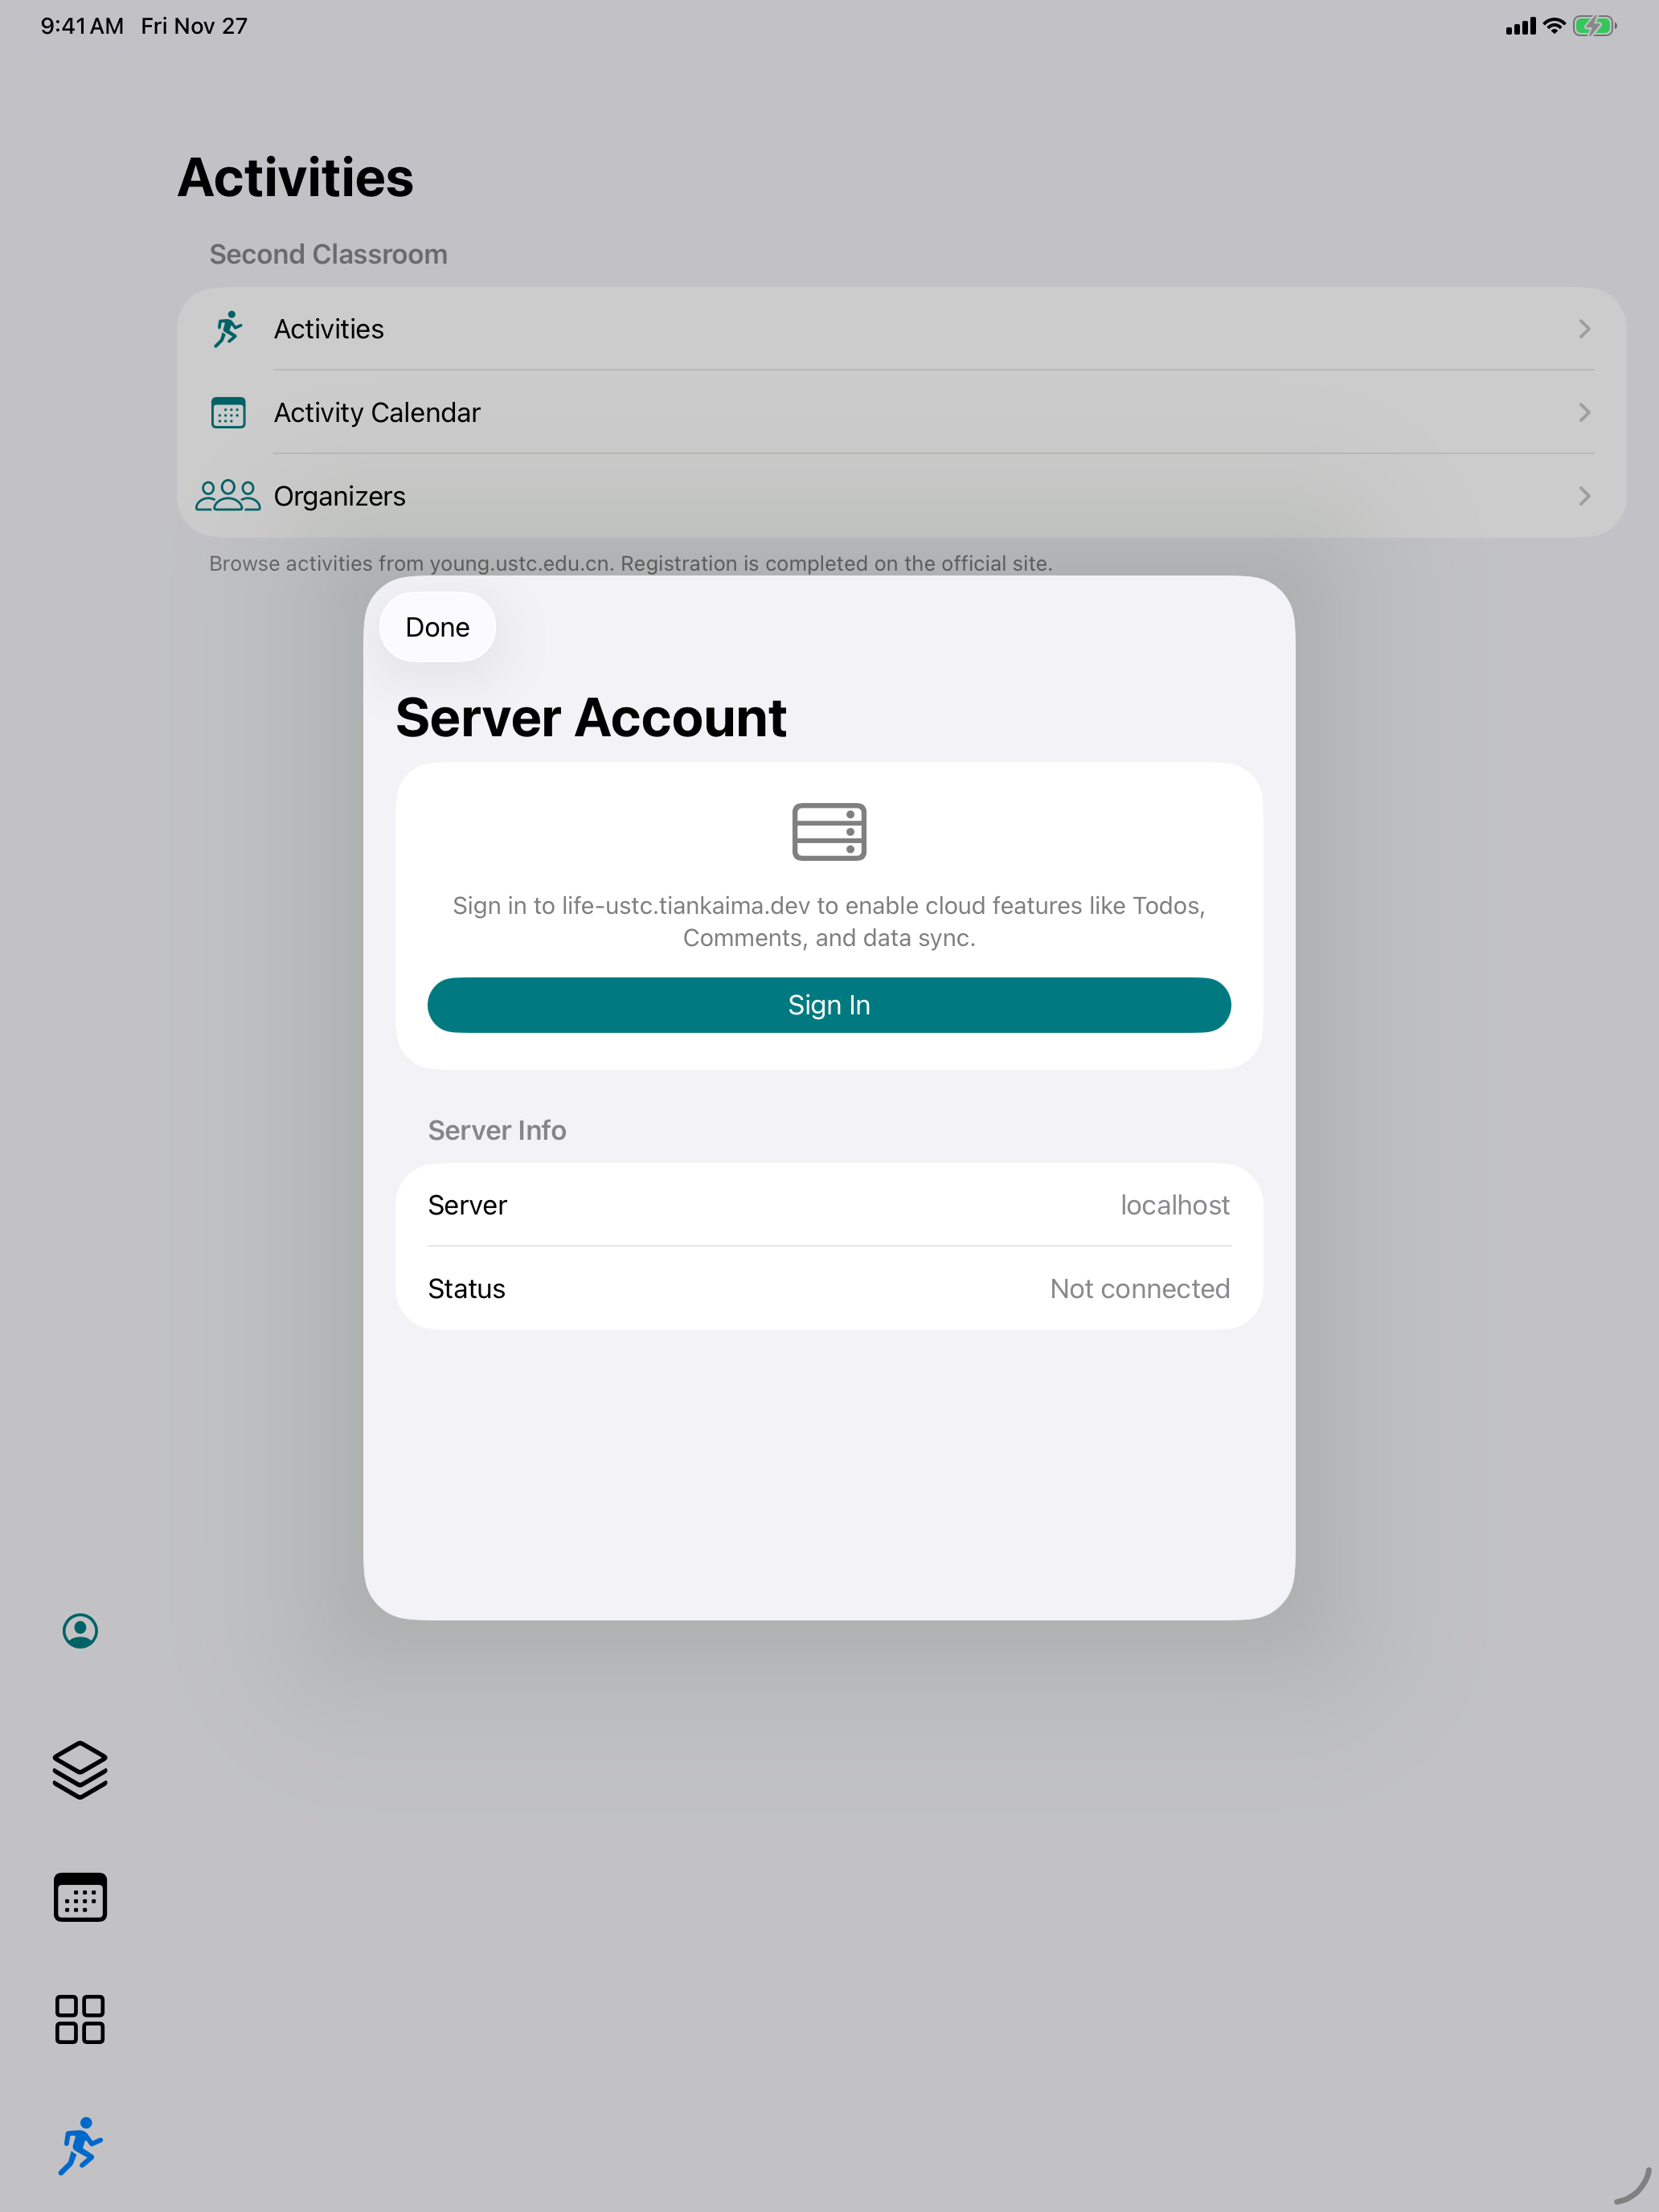 9:41 AM Fri Nov 27
Activities
Second Classroom
Activities
Activity Calendar
Organizers
Browse activities from young.ustc.edu.cn. Registration is completed on the official site.
Done
Server Account
Sign in to life-ustc.tiankaima.dev to enable cloud features like Todos,
Comments, and data sync.
Sign In
Server Info
Server localhost
Status Not connected